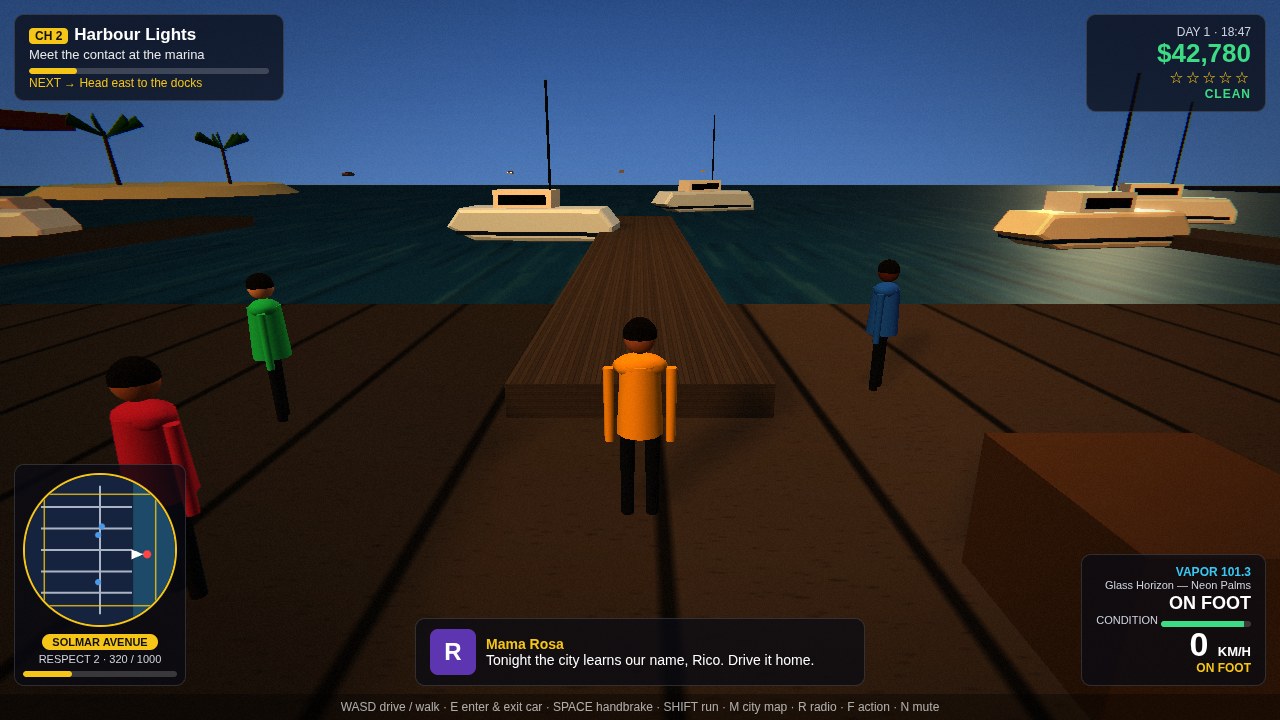 CH 2 Harbour Lights
Meet the contact at the marina
NEXT → Head east to the docks
DAY 1 · 18:47
$42,780
☆☆☆☆☆
CLEAN
SOLMAR AVENUE
RESPECT 2 · 320 / 1000
R
Mama Rosa
Tonight the city learns our name, Rico. Drive it home.
VAPOR 101.3
Glass Horizon — Neon Palms
ON FOOT
CONDITION
0 KM/H
ON FOOT
WASD drive / walk · E enter & exit car · SPACE handbrake · SHIFT run · M city map · R radio · F action · N mute